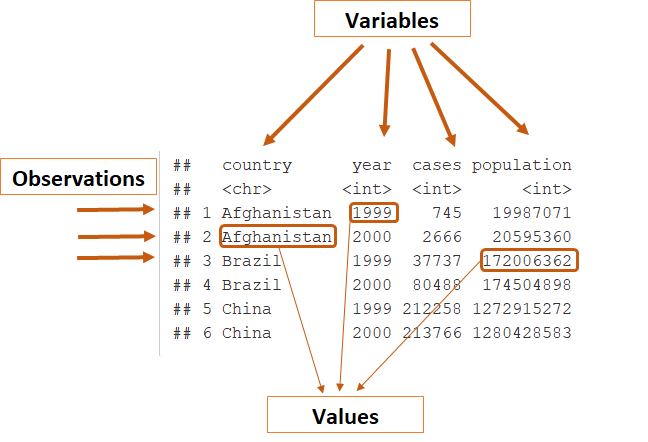 Variables
Observations
## country year cases population
## <chr> <int> <int> <int>
## 1 Afghanistan 1999 745 19987071
## 2 Afghanistan 2000 2666 20595360
## 3 Brazil 1999 37737 172006362
## 4 Brazil 2000 80488 174504898
## 5 China 1999 212258 1272915272
## 6 China 2000 213766 1280428583
Values